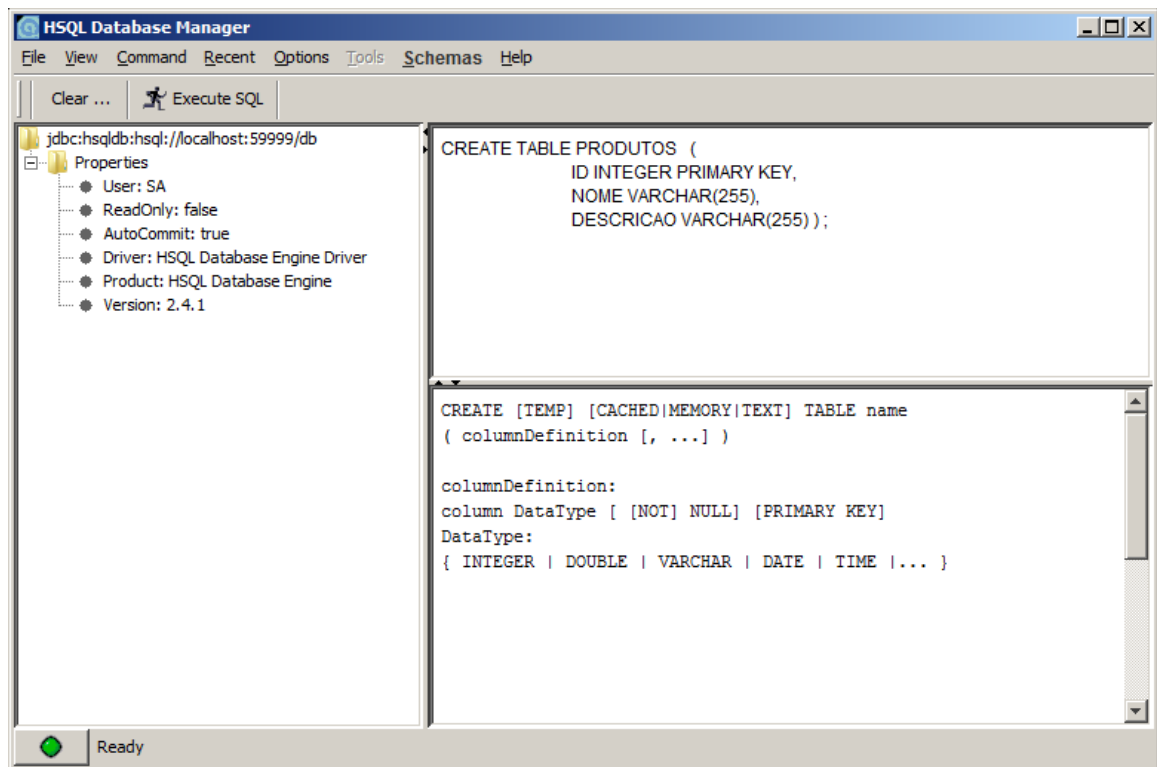 HSQL Database Manager
File View Command Recent Options Tools Schemas Help
Clear ... Execute SQL
jdbc:hsqldb:hsql://localhost:59999/db
Properties
User: SA
ReadOnly: false
AutoCommit: true
Driver: HSQL Database Engine Driver
Product: HSQL Database Engine
Version: 2.4.1
CREATE TABLE PRODUTOS (
ID INTEGER PRIMARY KEY,
NOME VARCHAR(255),
DESCRICAO VARCHAR(255) ) ;
CREATE [TEMP] [CACHED|MEMORY|TEXT] TABLE name
( columnDefinition [, ...] )
columnDefinition:
column DataType [ [NOT] NULL] [PRIMARY KEY]
DataType:
{ INTEGER | DOUBLE | VARCHAR | DATE | TIME |... }
Ready